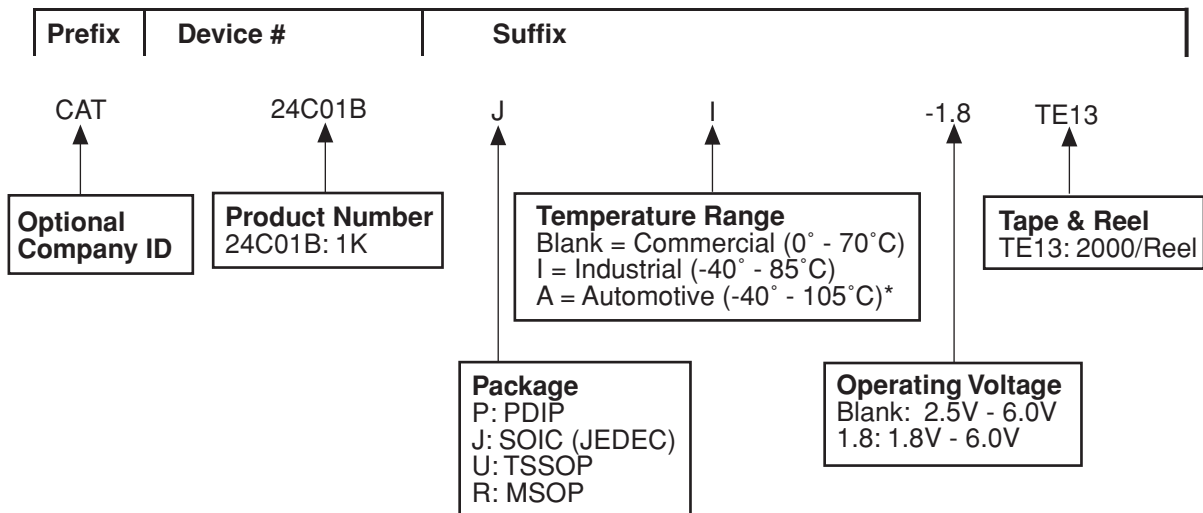 Prefix Device # Suffix
CAT 24C01B J I -1.8 TE13
Optional
Company ID
Product Number
24C01B: 1K
Temperature Range
Blank = Commercial (0˚ - 70˚C)
I = Industrial (-40˚ - 85˚C)
A = Automotive (-40˚ - 105˚C)*
Tape & Reel
TE13: 2000/Reel
Package
P: PDIP
J: SOIC (JEDEC)
U: TSSOP
R: MSOP
Operating Voltage
Blank: 2.5V - 6.0V
1.8: 1.8V - 6.0V